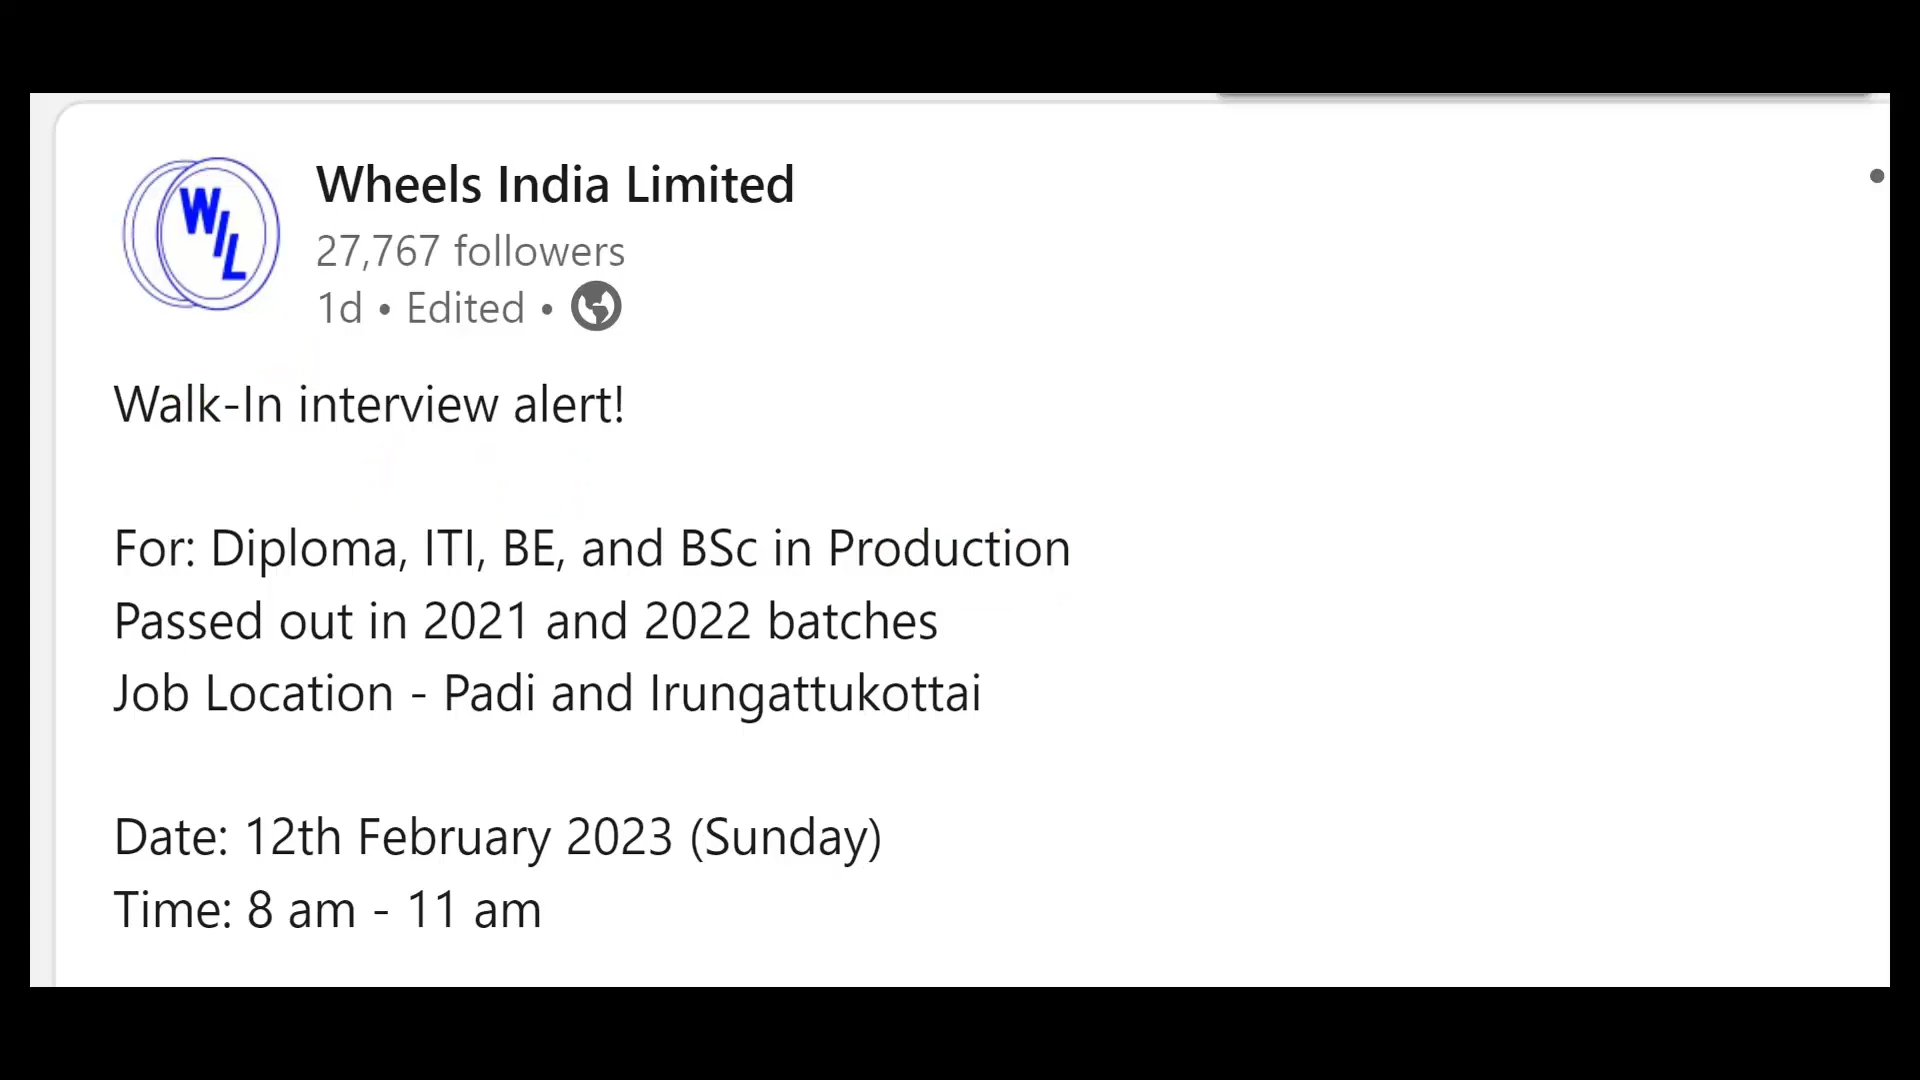 WIL
Wheels India Limited
27,767 followers
1d • Edited •
Walk-In interview alert!
For: Diploma, ITI, BE, and BSc in Production
Passed out in 2021 and 2022 batches
Job Location - Padi and Irungattukottai
Date: 12th February 2023 (Sunday)
Time: 8 am - 11 am